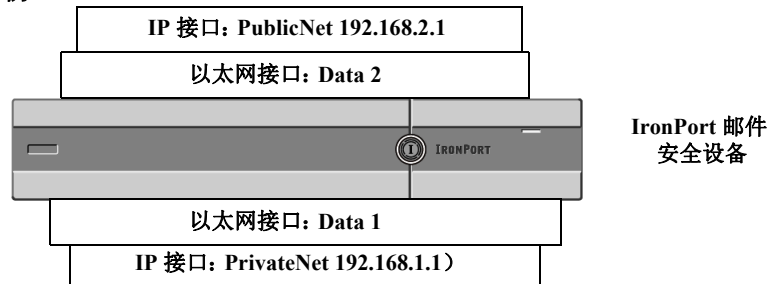 IP 接口: PublicNet 192.168.2.1
以太网接口: Data 2
IRONPORT
IronPort 邮件
安全设备
以太网接口: Data 1
IP 接口: PrivateNet 192.168.1.1）